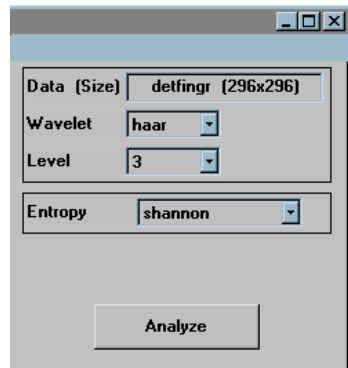 Data (Size) detfingr (296x296)
Wavelet haar
Level 3
Entropy shannon
Analyze